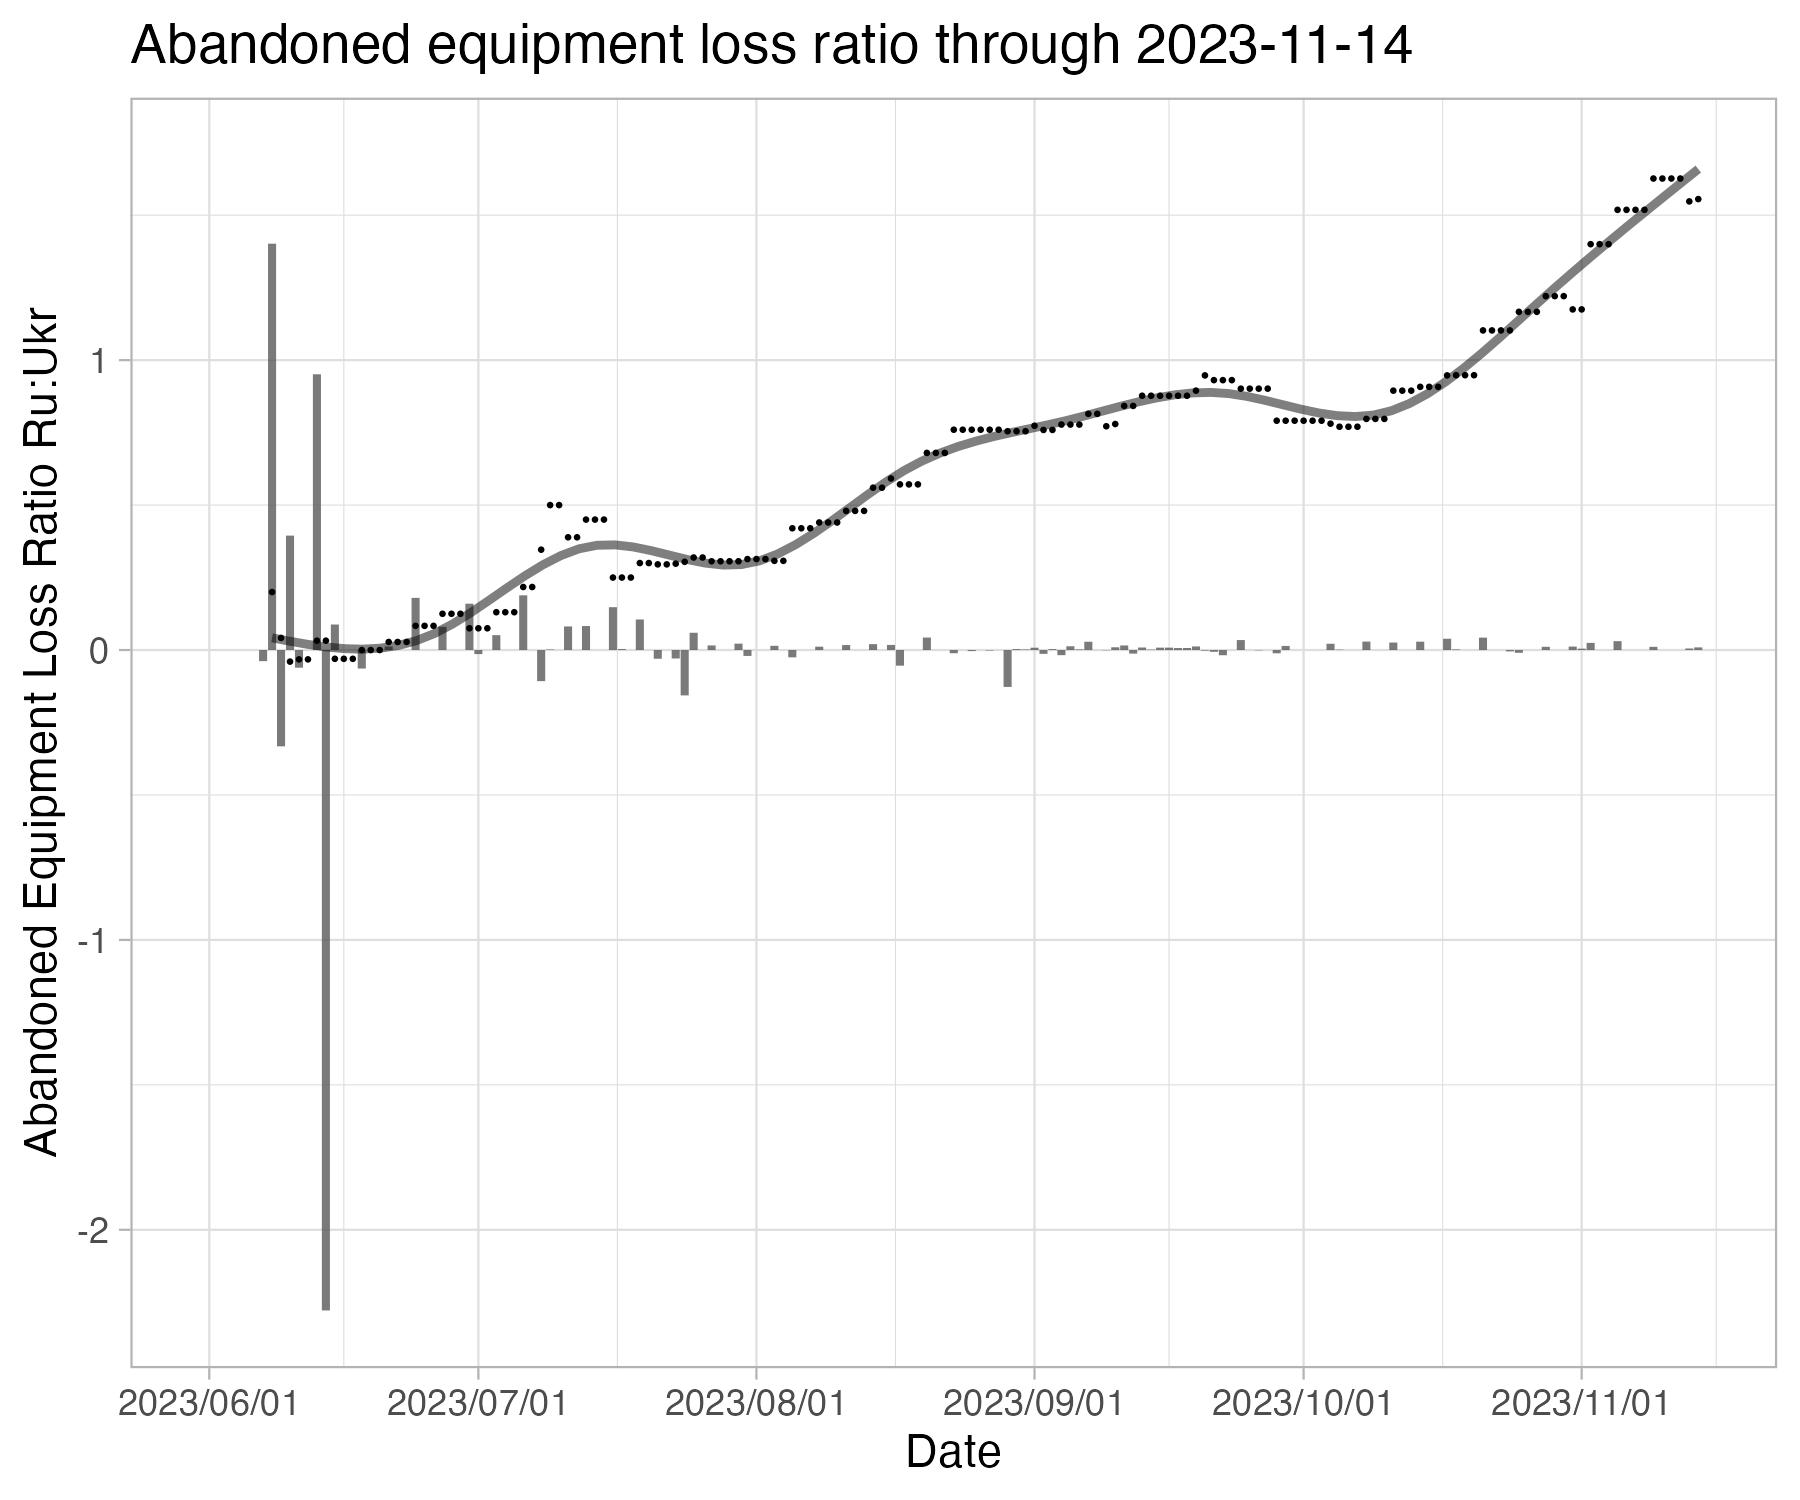 Abandoned equipment loss ratio through 2023-11-14
Abandoned Equipment Loss Ratio Ru:Ukr
1
0
-1
-2
2023/06/01 2023/07/01 2023/08/01 2023/09/01 2023/10/01 2023/11/01
Date